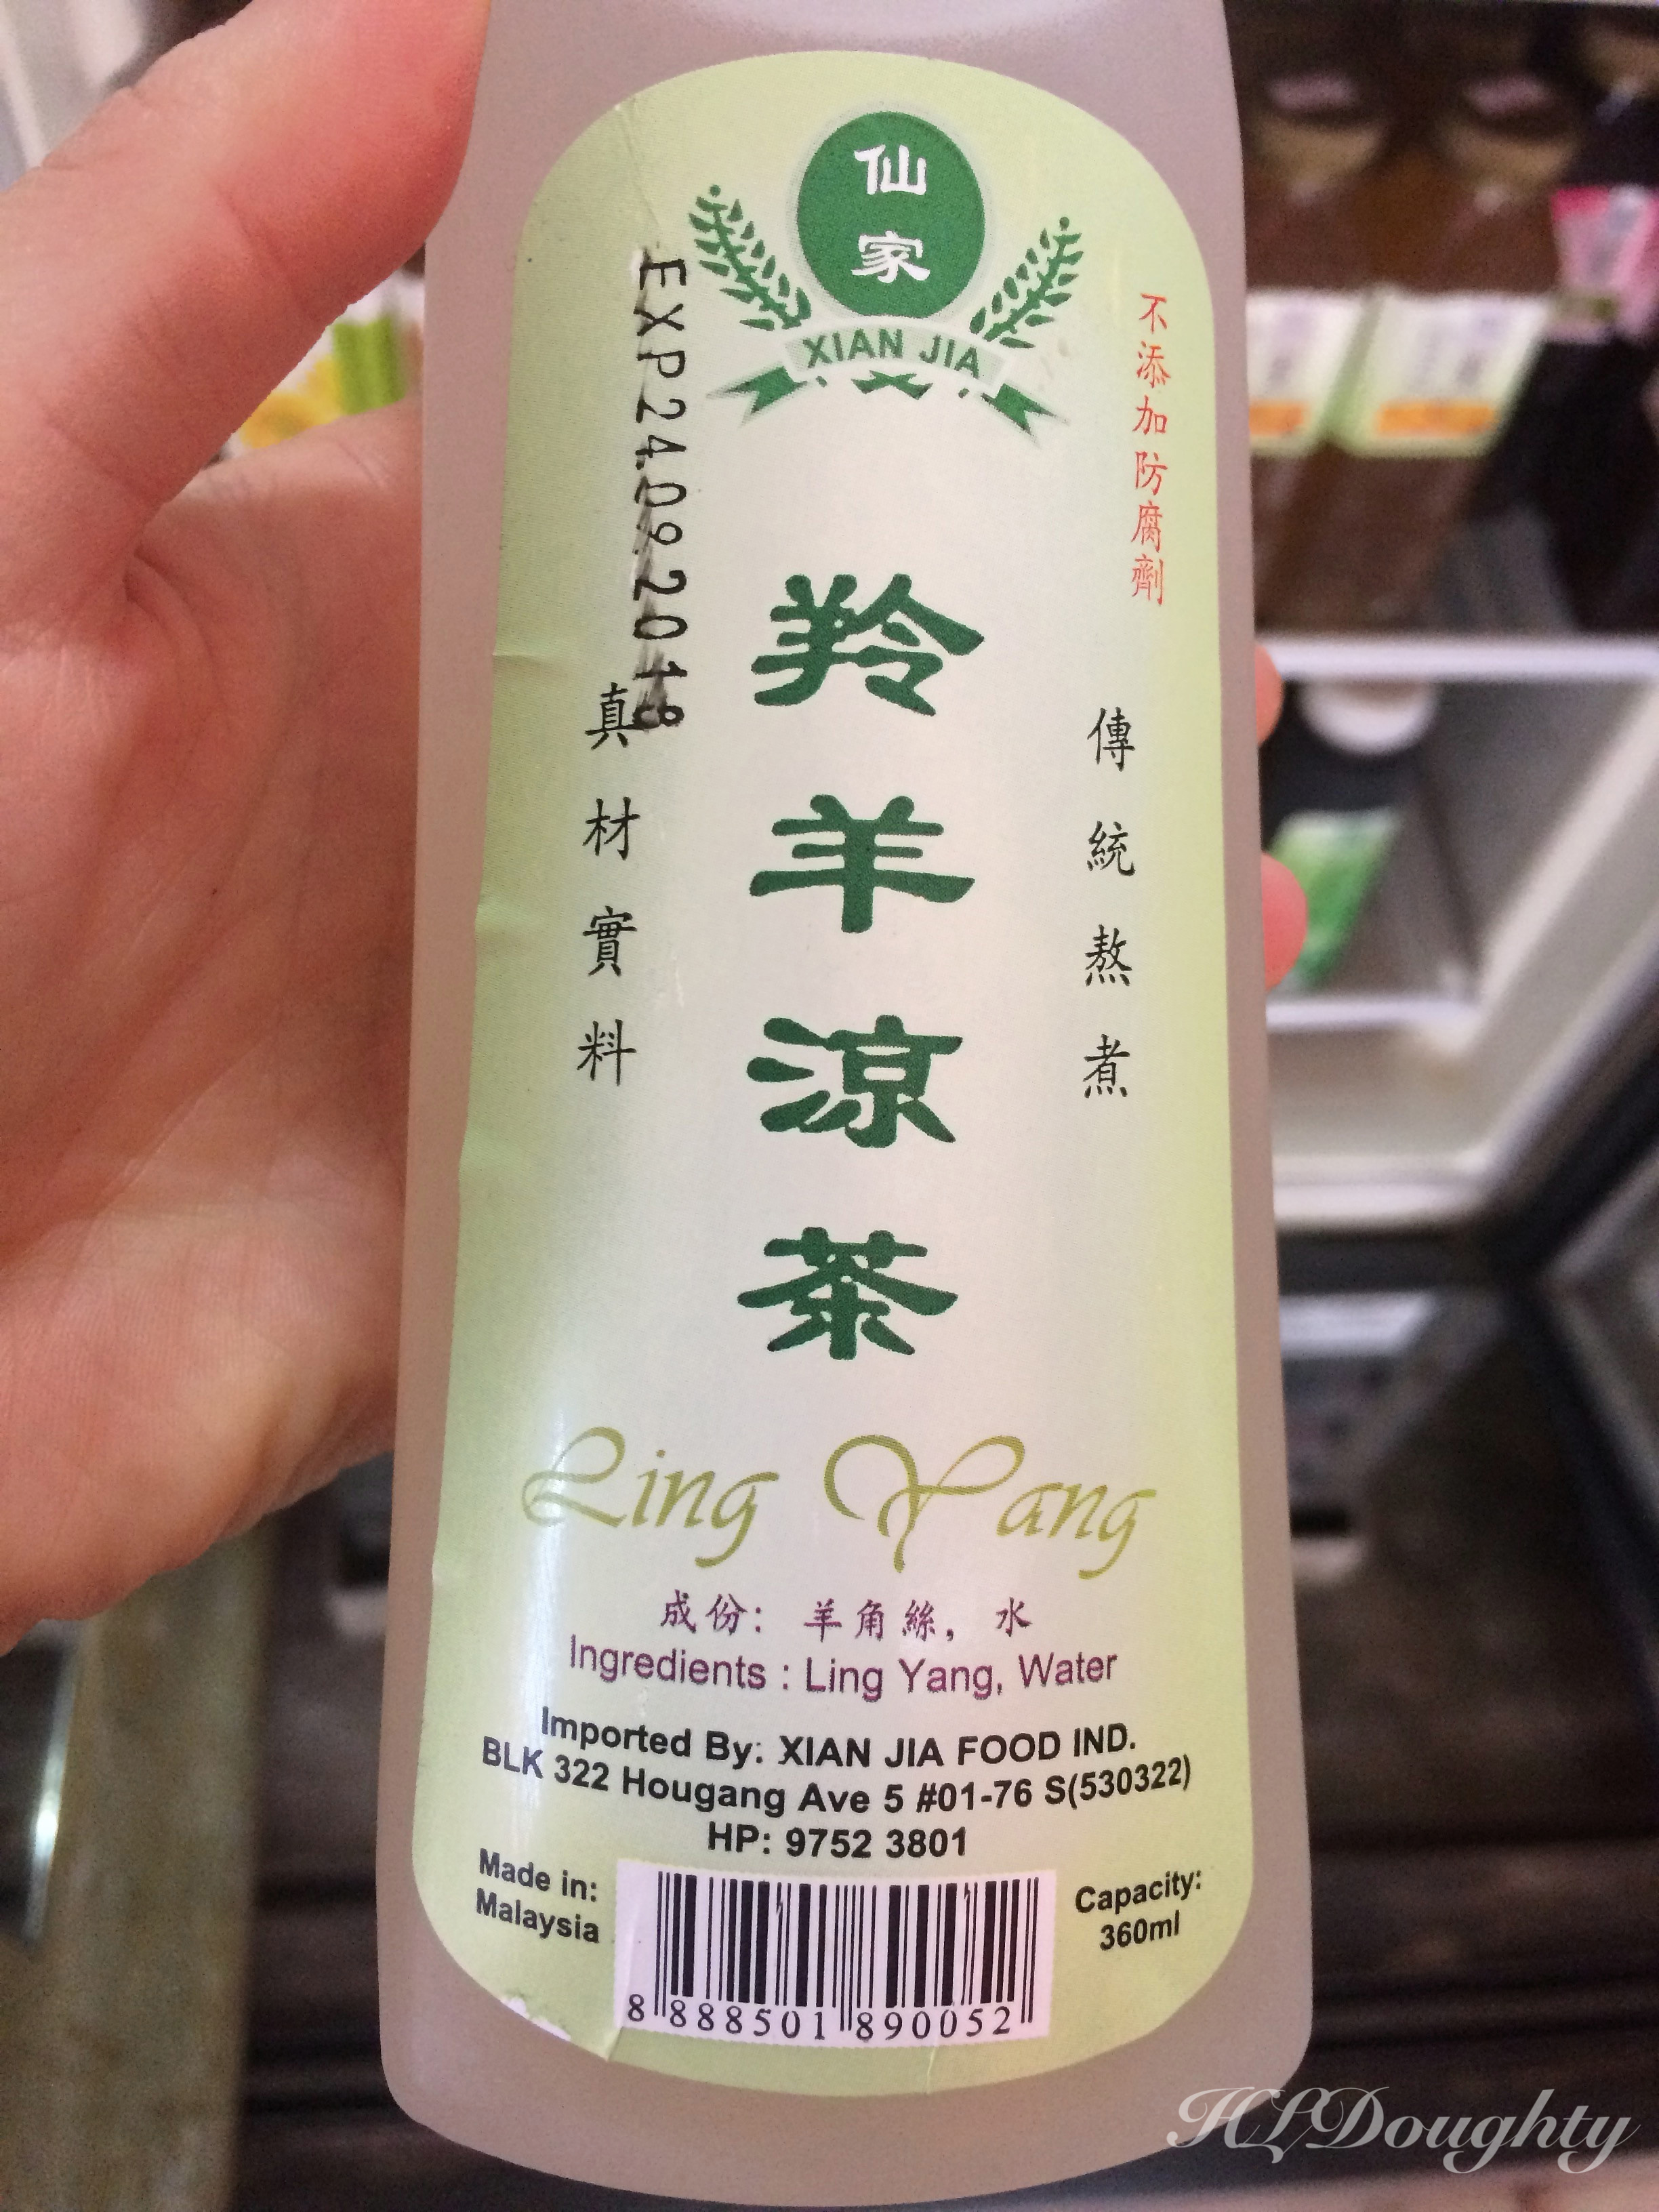 仙家
XIAN JIA
不添加防腐劑
EXP24.09.2018
羚羊涼茶
傳統熬煮
真材實料
Ling Yang
成份: 羊角絲, 水
Ingredients : Ling Yang, Water
Imported By: XIAN JIA FOOD IND.
BLK 322 Hougang Ave 5 #01-76 S(530322)
HP: 9752 3801
Made in:
Malaysia
Capacity:
360ml
8 888501 890052
HLDoughty